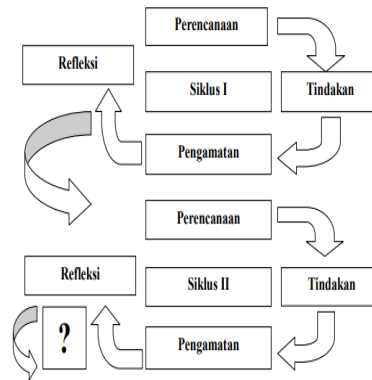 Perencanaan
Refleksi
Siklus I
Tindakan
Pengamatan
Perencanaan
Refleksi
Siklus II
Tindakan
?
Pengamatan